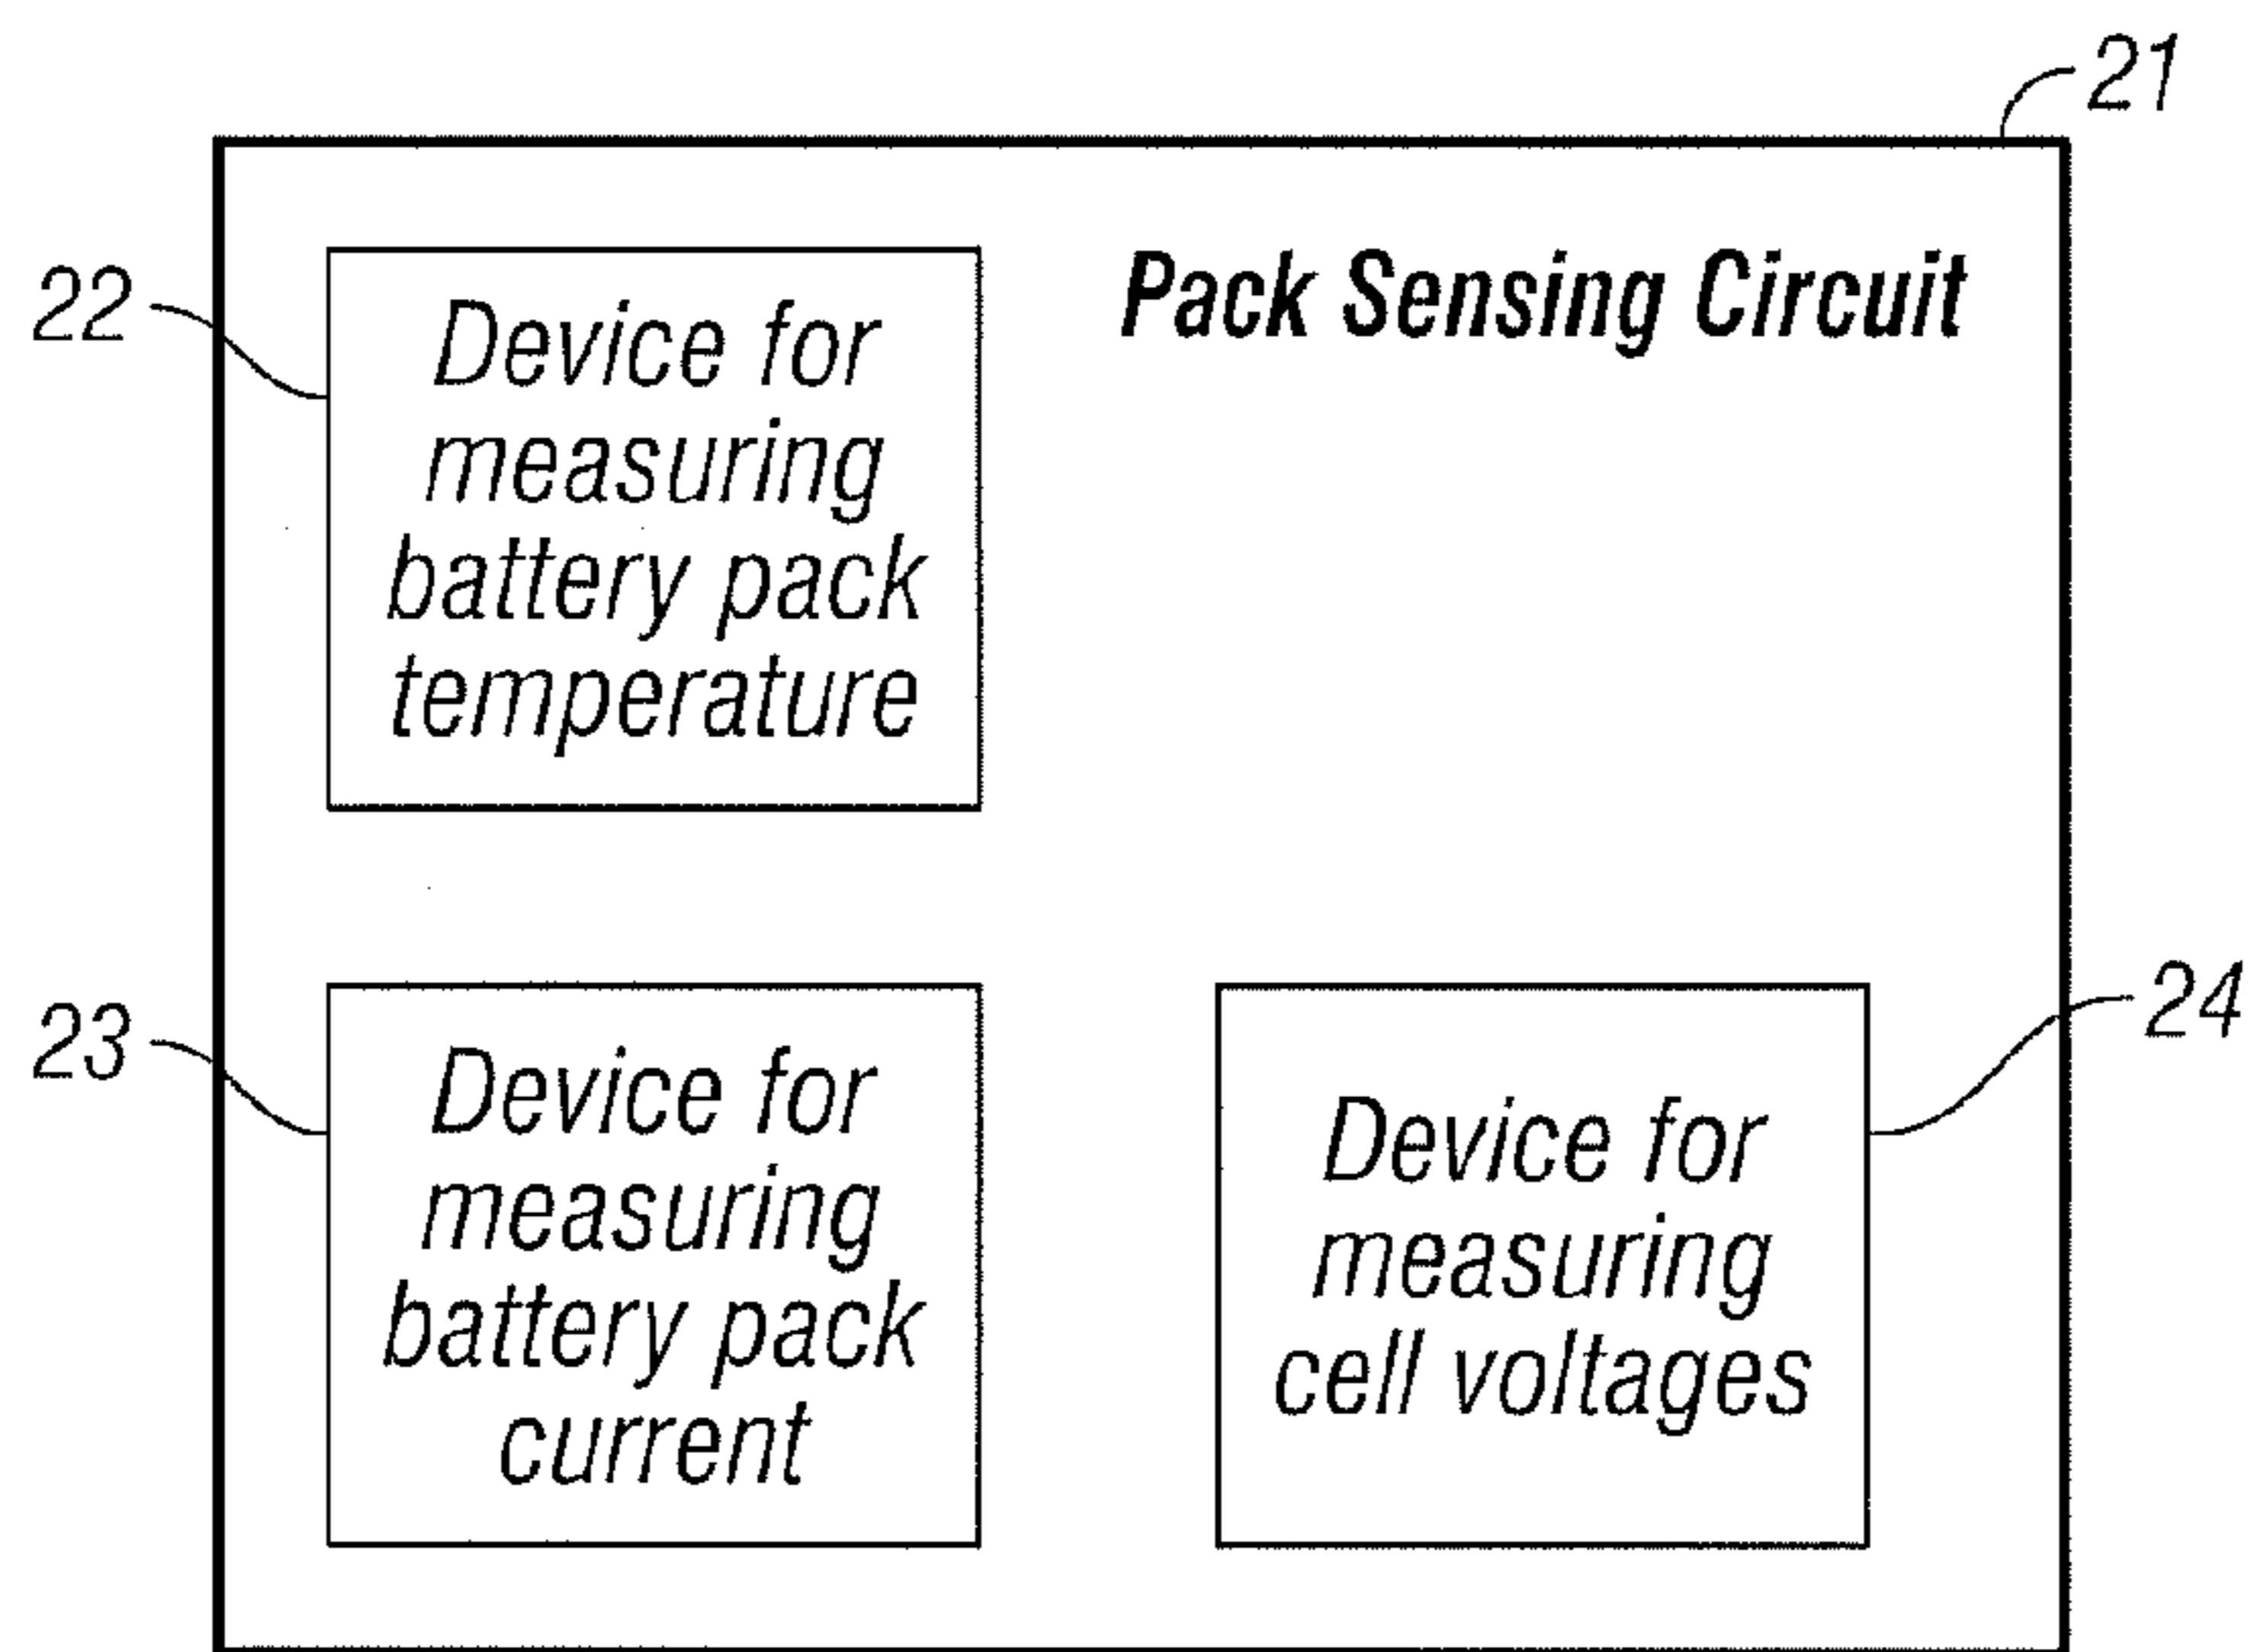 21
Pack Sensing Circuit
22
Device for
measuring
battery pack
temperature
23
Device for
measuring
battery pack
current
24
Device for
measuring
cell voltages